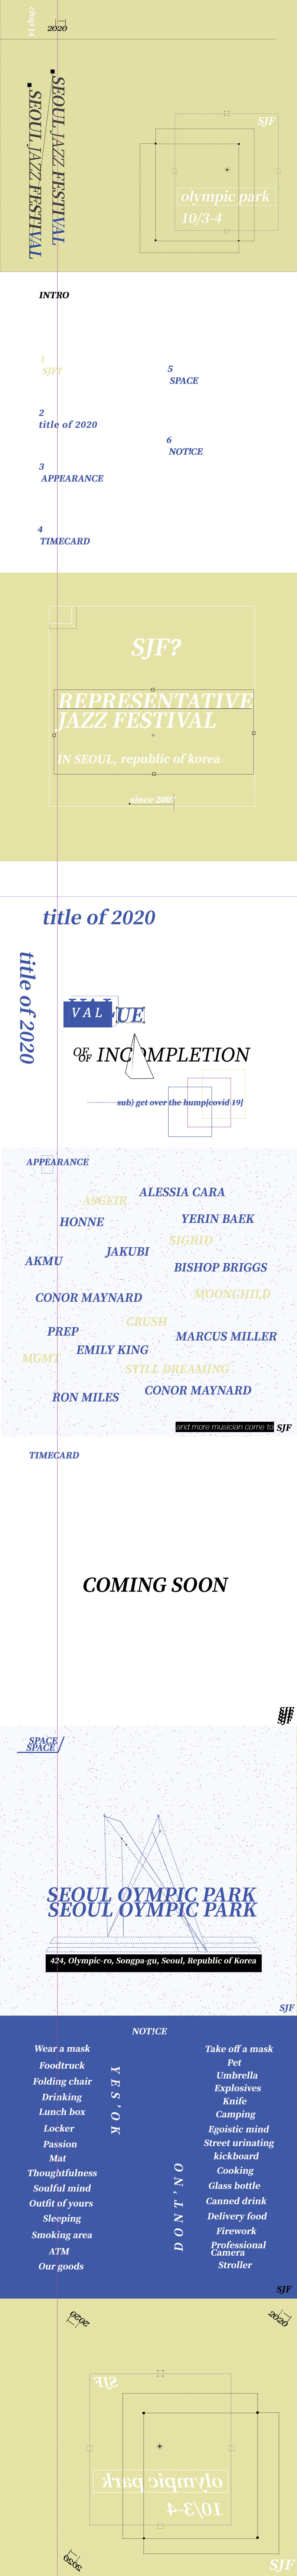 chap 14
2020
SEOUL JAZZ FESTIVAL
SEOUL JAZZ FESTIVAL
SJF
olympic park
10/3-4
INTRO
1
SJF?
2
title of 2020
3
APPEARANCE
4
TIMECARD
5
SPACE
6
NOT!CE
SJF?
REPRESENTATIVE
JAZZ FESTIVAL
IN SEOUL, republic of korea
since 2007
title of 2020
title of 2020
VALUE
VAL
OF INCOMPLETION
OF
sub) get over the hump[covid 19]
APPEARANCE
ALESSIA CARA
ASGEIR
HONNE
YERIN BAEK
SIGRID
JAKUBI
AKMU
BISHOP BRIGGS
CONOR MAYNARD
MOONCHILD
CRUSH
PREP
MARCUS MILLER
EMILY KING
MGMT
STILL DREAMING
CONOR MAYNARD
RON MILES
and more musician come to SJF
TIMECARD
COMING SOON
SJF
SJF
SJF
SJF
SPACE
SPACE
SEOUL OYMPIC PARK
SEOUL OYMPIC PARK
424, Olympic-ro, Songpa-gu, Seoul, Republic of Korea
SJF
NOT!CE
YES'OK
Wear a mask
Foodtruck
Folding chair
Drinking
Lunch box
Locker
Passion
Mat
Thoughtfulness
Soulful mind
Outfit of yours
Sleeping
Smoking area
ATM
Our goods
DONT'NO
Take off a mask
Pet
Umbrella
Explosives
Knife
Camping
Egoistic mind
Street urinating
kickboard
Cooking
Glass bottle
Canned drink
Delivery food
Firework
Professional
Camera
Stroller
SJF
2020
2020
SJF
olympic park
10/3-4
2020
SJF